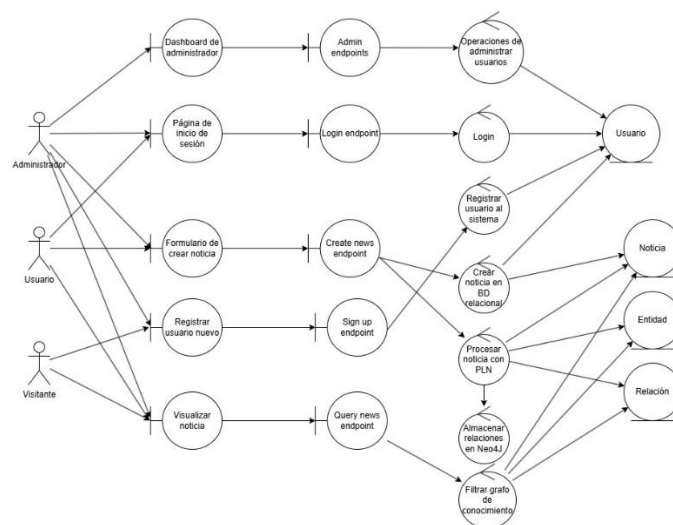 Dashboard de
administrador
Admin
endpoints
Operaciones de
administrar
usuarios
Administrador
Página de
inicio de
sesión
Login endpoint
Login
Usuario
Registrar
usuario al
sistema
Usuario
Formulario de
crear noticia
Create news
endpoint
Crear
noticia en
BD
relacional
Noticia
Registrar
usuario nuevo
Sign up
endpoint
Procesar
noticia con
PLN
Entidad
Visitante
Visualizar
noticia
Query news
endpoint
Almacenar
relaciones
en Neo4J
Relación
Filtrar grafo
de
conocimiento